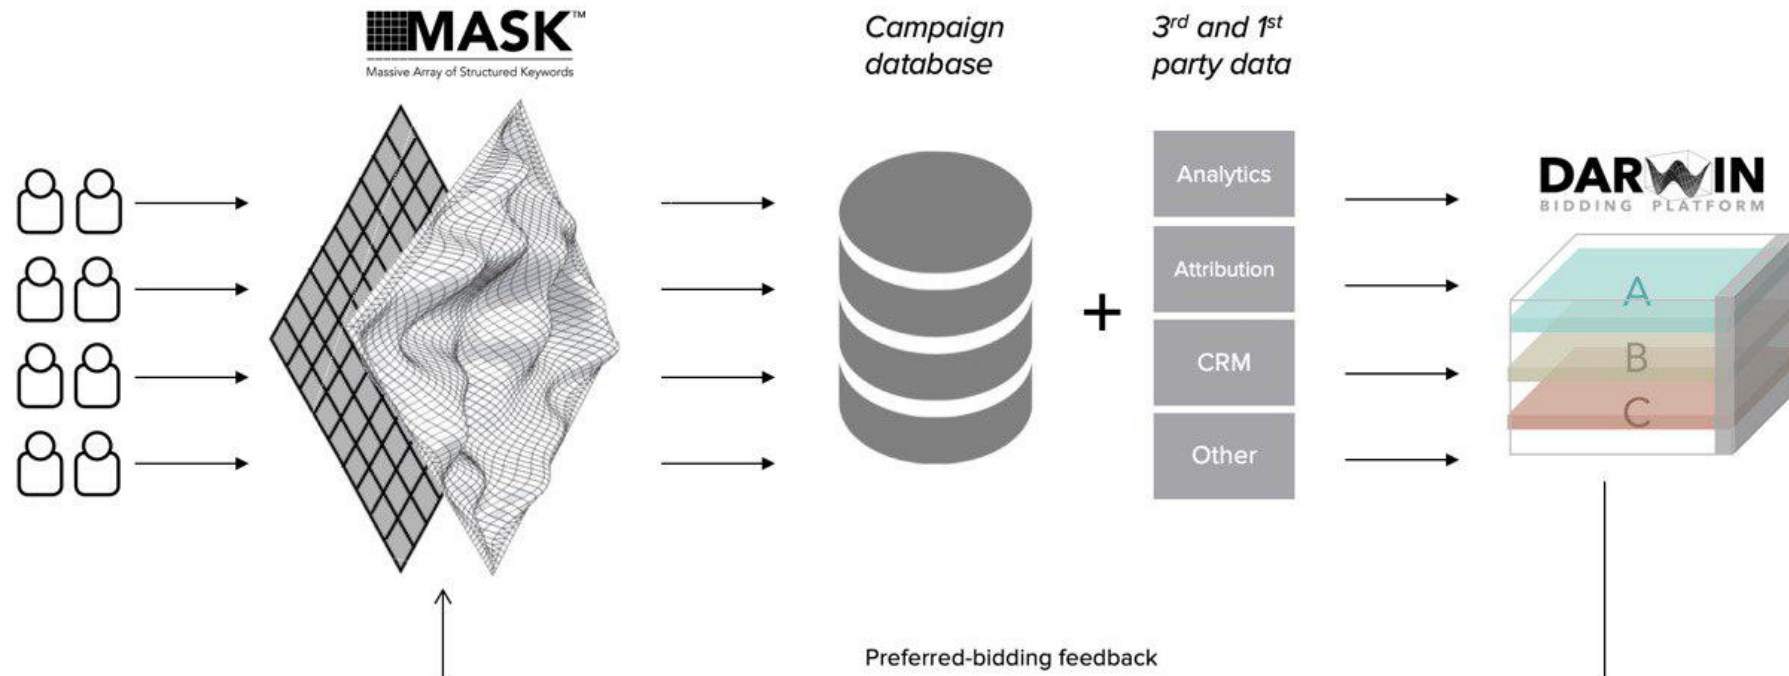 MASK™
Massive Array of Structured Keywords
Campaign
database
3rd and 1st
party data
Analytics
Attribution
CRM
Other
DARWIN
BIDDING PLATFORM
A
B
C
Preferred-bidding feedback